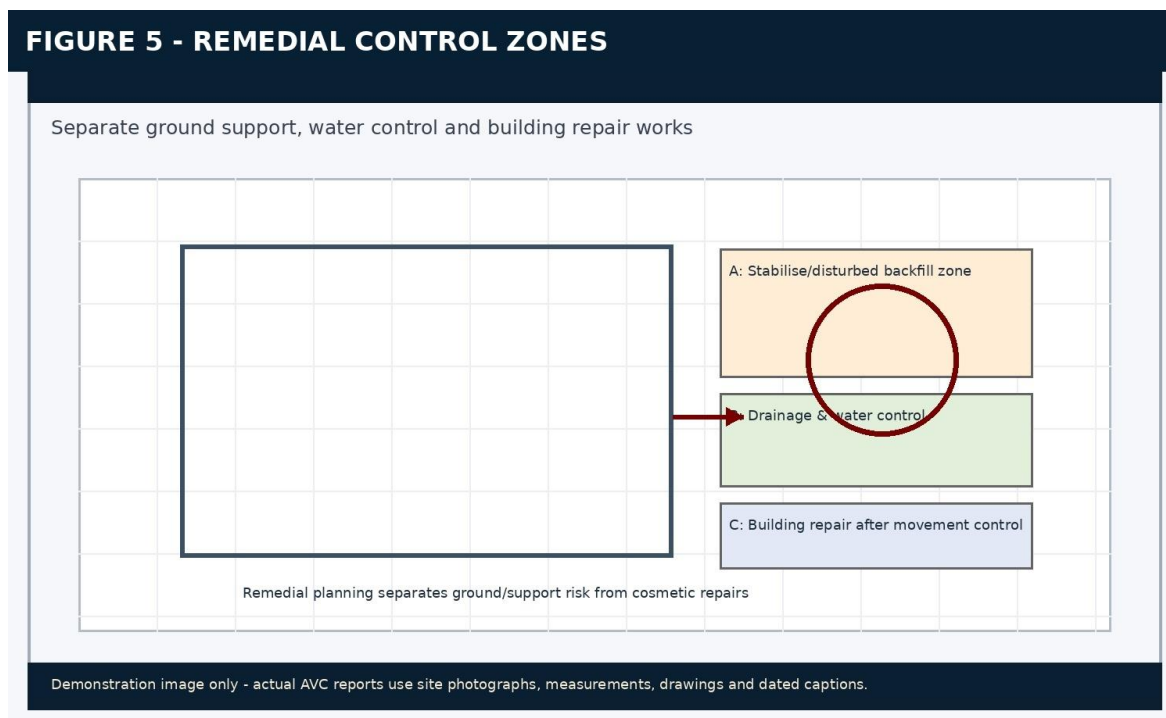 FIGURE 5 - REMEDIAL CONTROL ZONES
Separate ground support, water control and building repair works
A: Stabilise/disturbed backfill zone
Drainage & water control
C: Building repair after movement control
Remedial planning separates ground/support risk from cosmetic repairs
Demonstration image only - actual AVC reports use site photographs, measurements, drawings and dated captions.